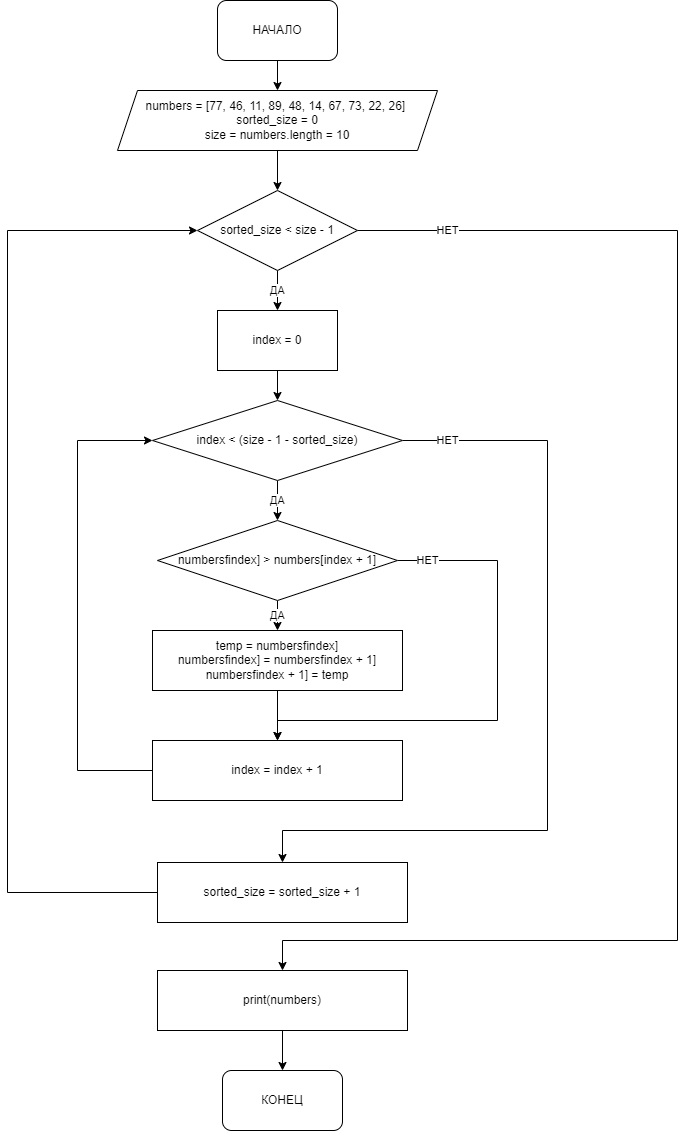 НАЧАЛО
numbers = [77, 46, 11, 89, 48, 14, 67, 73, 22, 26]
sorted_size = 0
size = numbers.length = 10
sorted_size < size - 1
НЕТ
ДА
index = 0
index < (size - 1 - sorted_size)
НЕТ
ДА
numbersfindex] > numbers[index + 1]
НЕТ
ДА
temp = numbersfindex]
numbersfindex] = numbersfindex + 1]
numbersfindex + 1] = temp
index = index + 1
sorted_size = sorted_size + 1
print(numbers)
КОНЕЦ